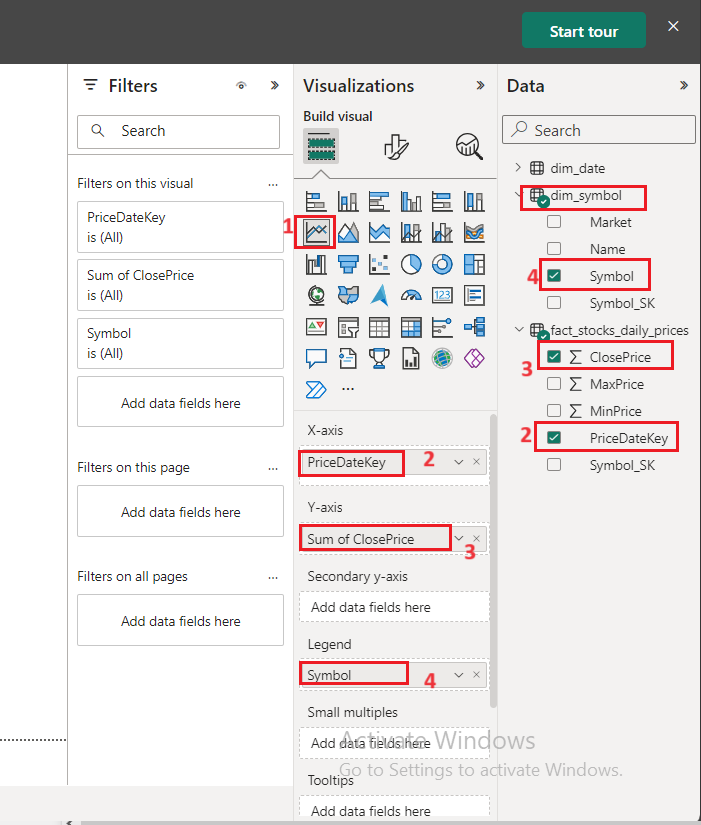 Start tour
Filters
Search
Filters on this visual
...
PriceDateKey
is (All)
Sum of ClosePrice
is (All)
Symbol
is (All)
Add data fields here
Filters on this page
...
Add data fields here
Filters on all pages
...
Add data fields here
Visualizations
Build visual
1
123
...
X-axis
PriceDateKey
2
Y-axis
Sum of ClosePrice
3
Secondary y-axis
Add data fields here
Legend
Symbol
4
Small multiples
Add data fields here
Tooltips
Add data fields here
Data
Search
dim_date
dim_symbol
Market
Name
4
Symbol
Symbol_SK
fact_stocks_daily_prices
3
ClosePrice
MaxPrice
MinPrice
2
PriceDateKey
Symbol_SK
Activate Windows
Go to Settings to activate Windows.